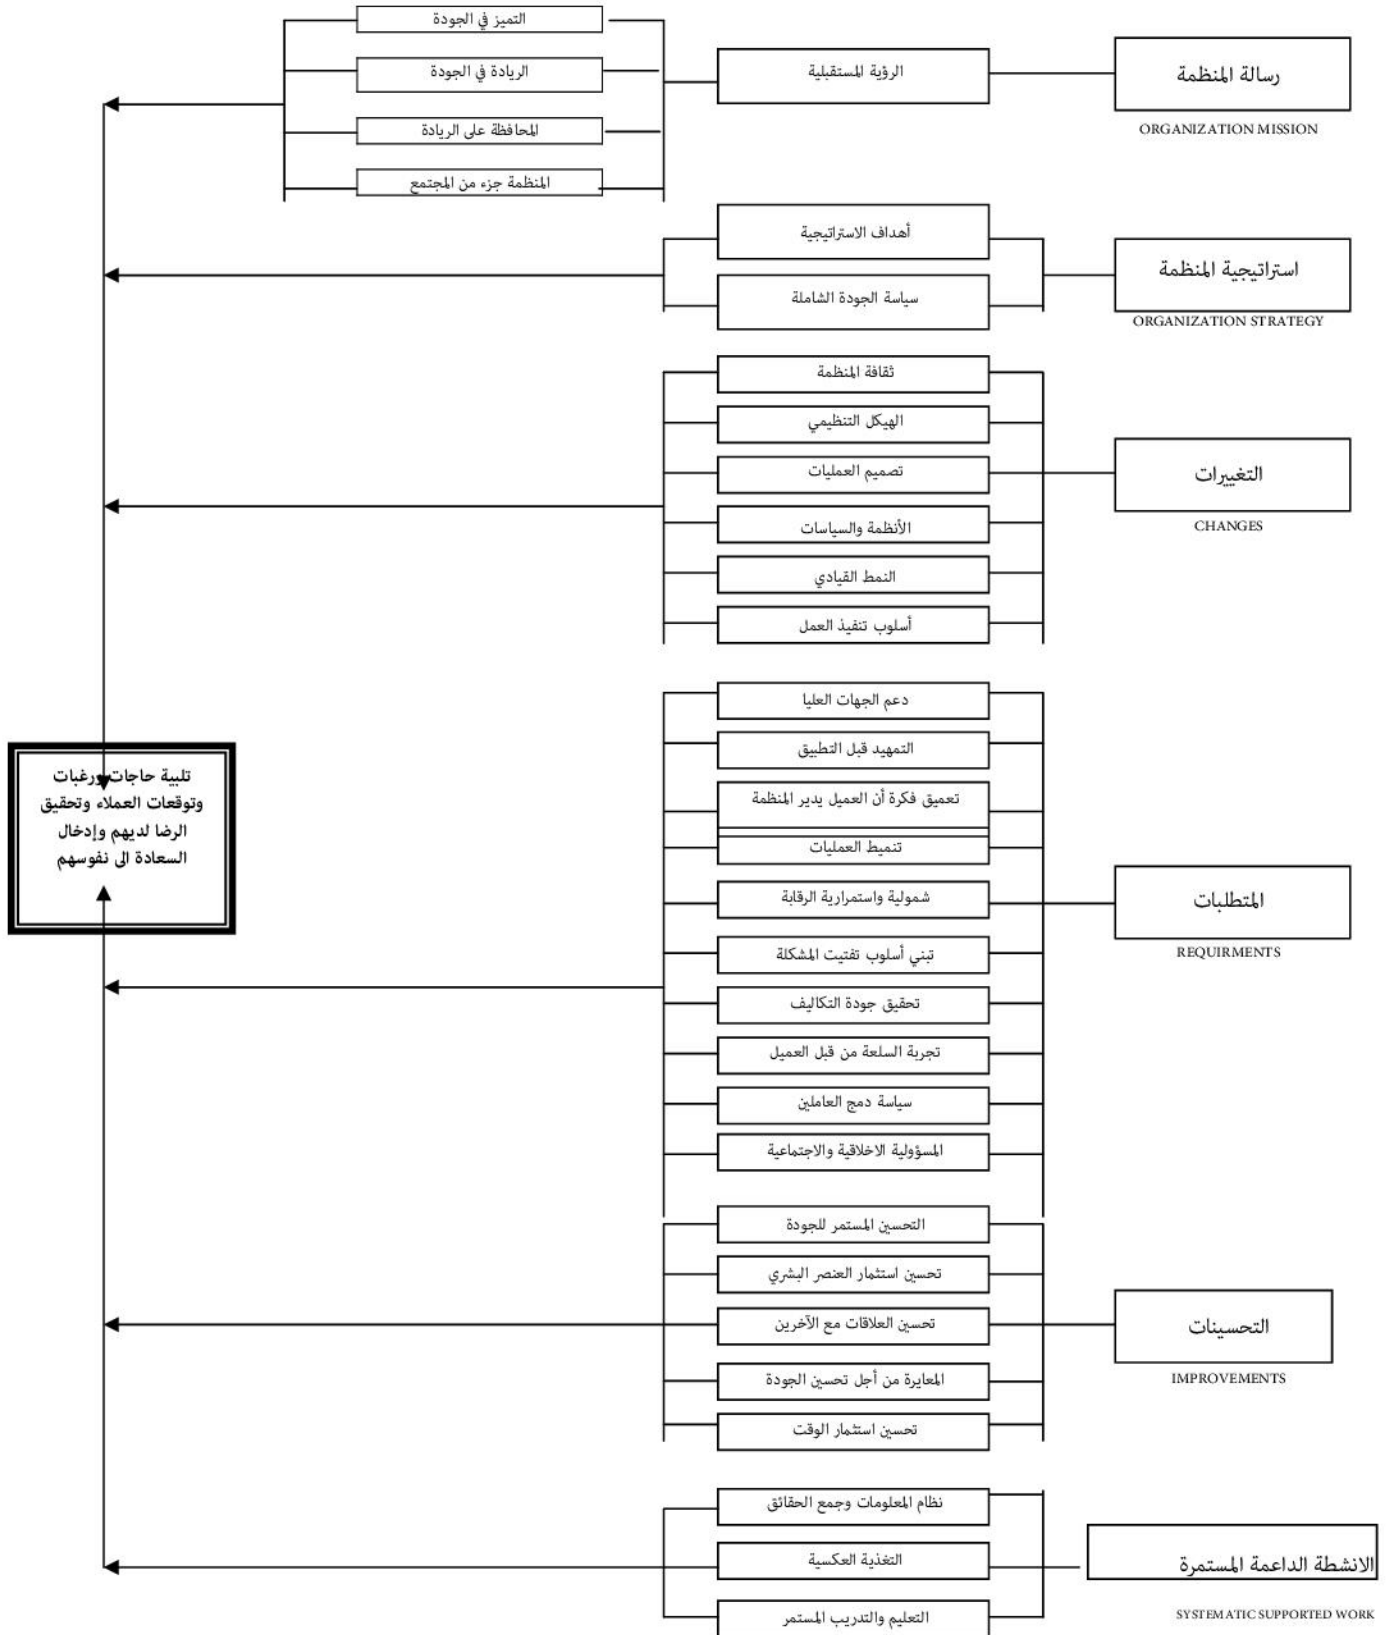 رسالة المنظمة
ORGANIZATION MISSION
الرؤية المستقبلية
التميز في الجودة
الريادة في الجودة
المحافظة على الريادة
المنظمة جزء من المجتمع
استراتيجية المنظمة
ORGANIZATION STRATEGY
أهداف الاستراتيجية
سياسة الجودة الشاملة
التغييرات
CHANGES
ثقافة المنظمة
الهيكل التنظيمي
تصميم العمليات
الأنظمة والسياسات
النمط القيادي
أسلوب تنفيذ العمل
المتطلبات
REQUIRMENTS
دعم الجهات العليا
التمهيد قبل التطبيق
تعميق فكرة أن العميل يدير المنظمة
تنميط العمليات
شمولية واستمرارية الرقابة
تبني أسلوب تفتيت المشكلة
تحقيق جودة التكاليف
تجربة السلعة من قبل العميل
سياسة دمج العاملين
المسؤولية الاخلاقية والاجتماعية
التحسينات
IMPROVEMENTS
التحسين المستمر للجودة
تحسين استثمار العنصر البشري
تحسين العلاقات مع الآخرين
المعايرة من أجل تحسين الجودة
تحسين استثمار الوقت
الانشطة الداعمة المستمرة
SYSTEMATIC SUPPORTED WORK
نظام المعلومات وجمع الحقائق
التغذية العكسية
التعليم والتدريب المستمر
تلبية حاجات ورغبات
وتوقعات العملاء وتحقيق
الرضا لديهم وإدخال
السعادة الى نفوسهم